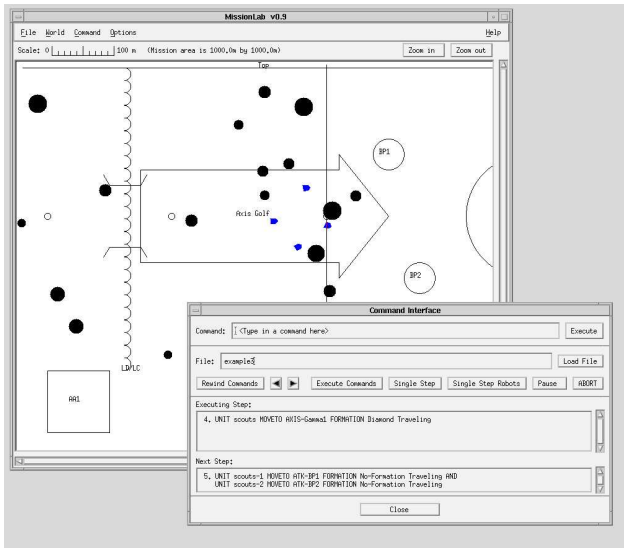 MissionLab v0.9
File World Command Options Help
Scale: 0 100 m (Mission area is 1000.0m by 1000.0m) Zoom in Zoom out
Top
BP1
Axis Golf
BP2
LD/LC
AA1
Command Interface
Command: <Type in a command here> Execute
File: example3 Load File
Rewind Commands Execute Commands Single Step Single Step Robots Pause ABORT
Executing Step:
4. UNIT scouts MOVETO AXIS-Gamma1 FORMATION Diamond Traveling
Next Step:
5. UNIT scouts-1 MOVETO ATK-BP1 FORMATION No-Formation Traveling AND
UNIT scouts-2 MOVETO ATK-BP2 FORMATION No-Formation Traveling
Close